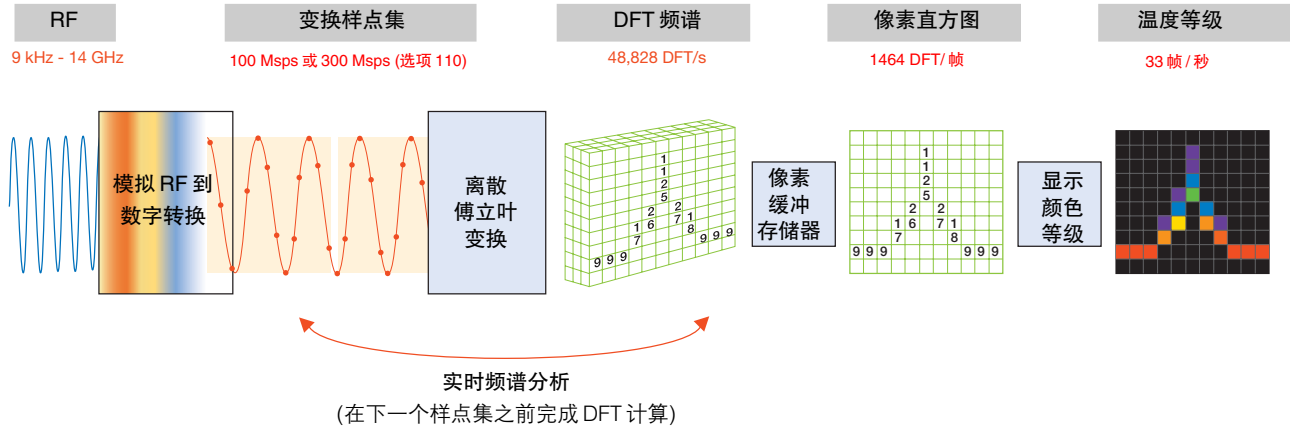 RF
变换样点集
DFT 频谱
像素直方图
温度等级
9 kHz - 14 GHz
100 Msps 或 300 Msps (选项 110)
48,828 DFT/s
1464 DFT/ 帧
33 帧 / 秒
模拟 RF 到
数字转换
离散
傅立叶
变换
1
1
2
5
2 2
1 6 7 1
7 8
9 9 9 9 9 9
像素
缓冲
存储器
1
1
2
5
2 2
1 6 7 1
7 8
9 9 9 9 9 9
显示
颜色
等级
实时频谱分析
(在下一个样点集之前完成 DFT 计算)